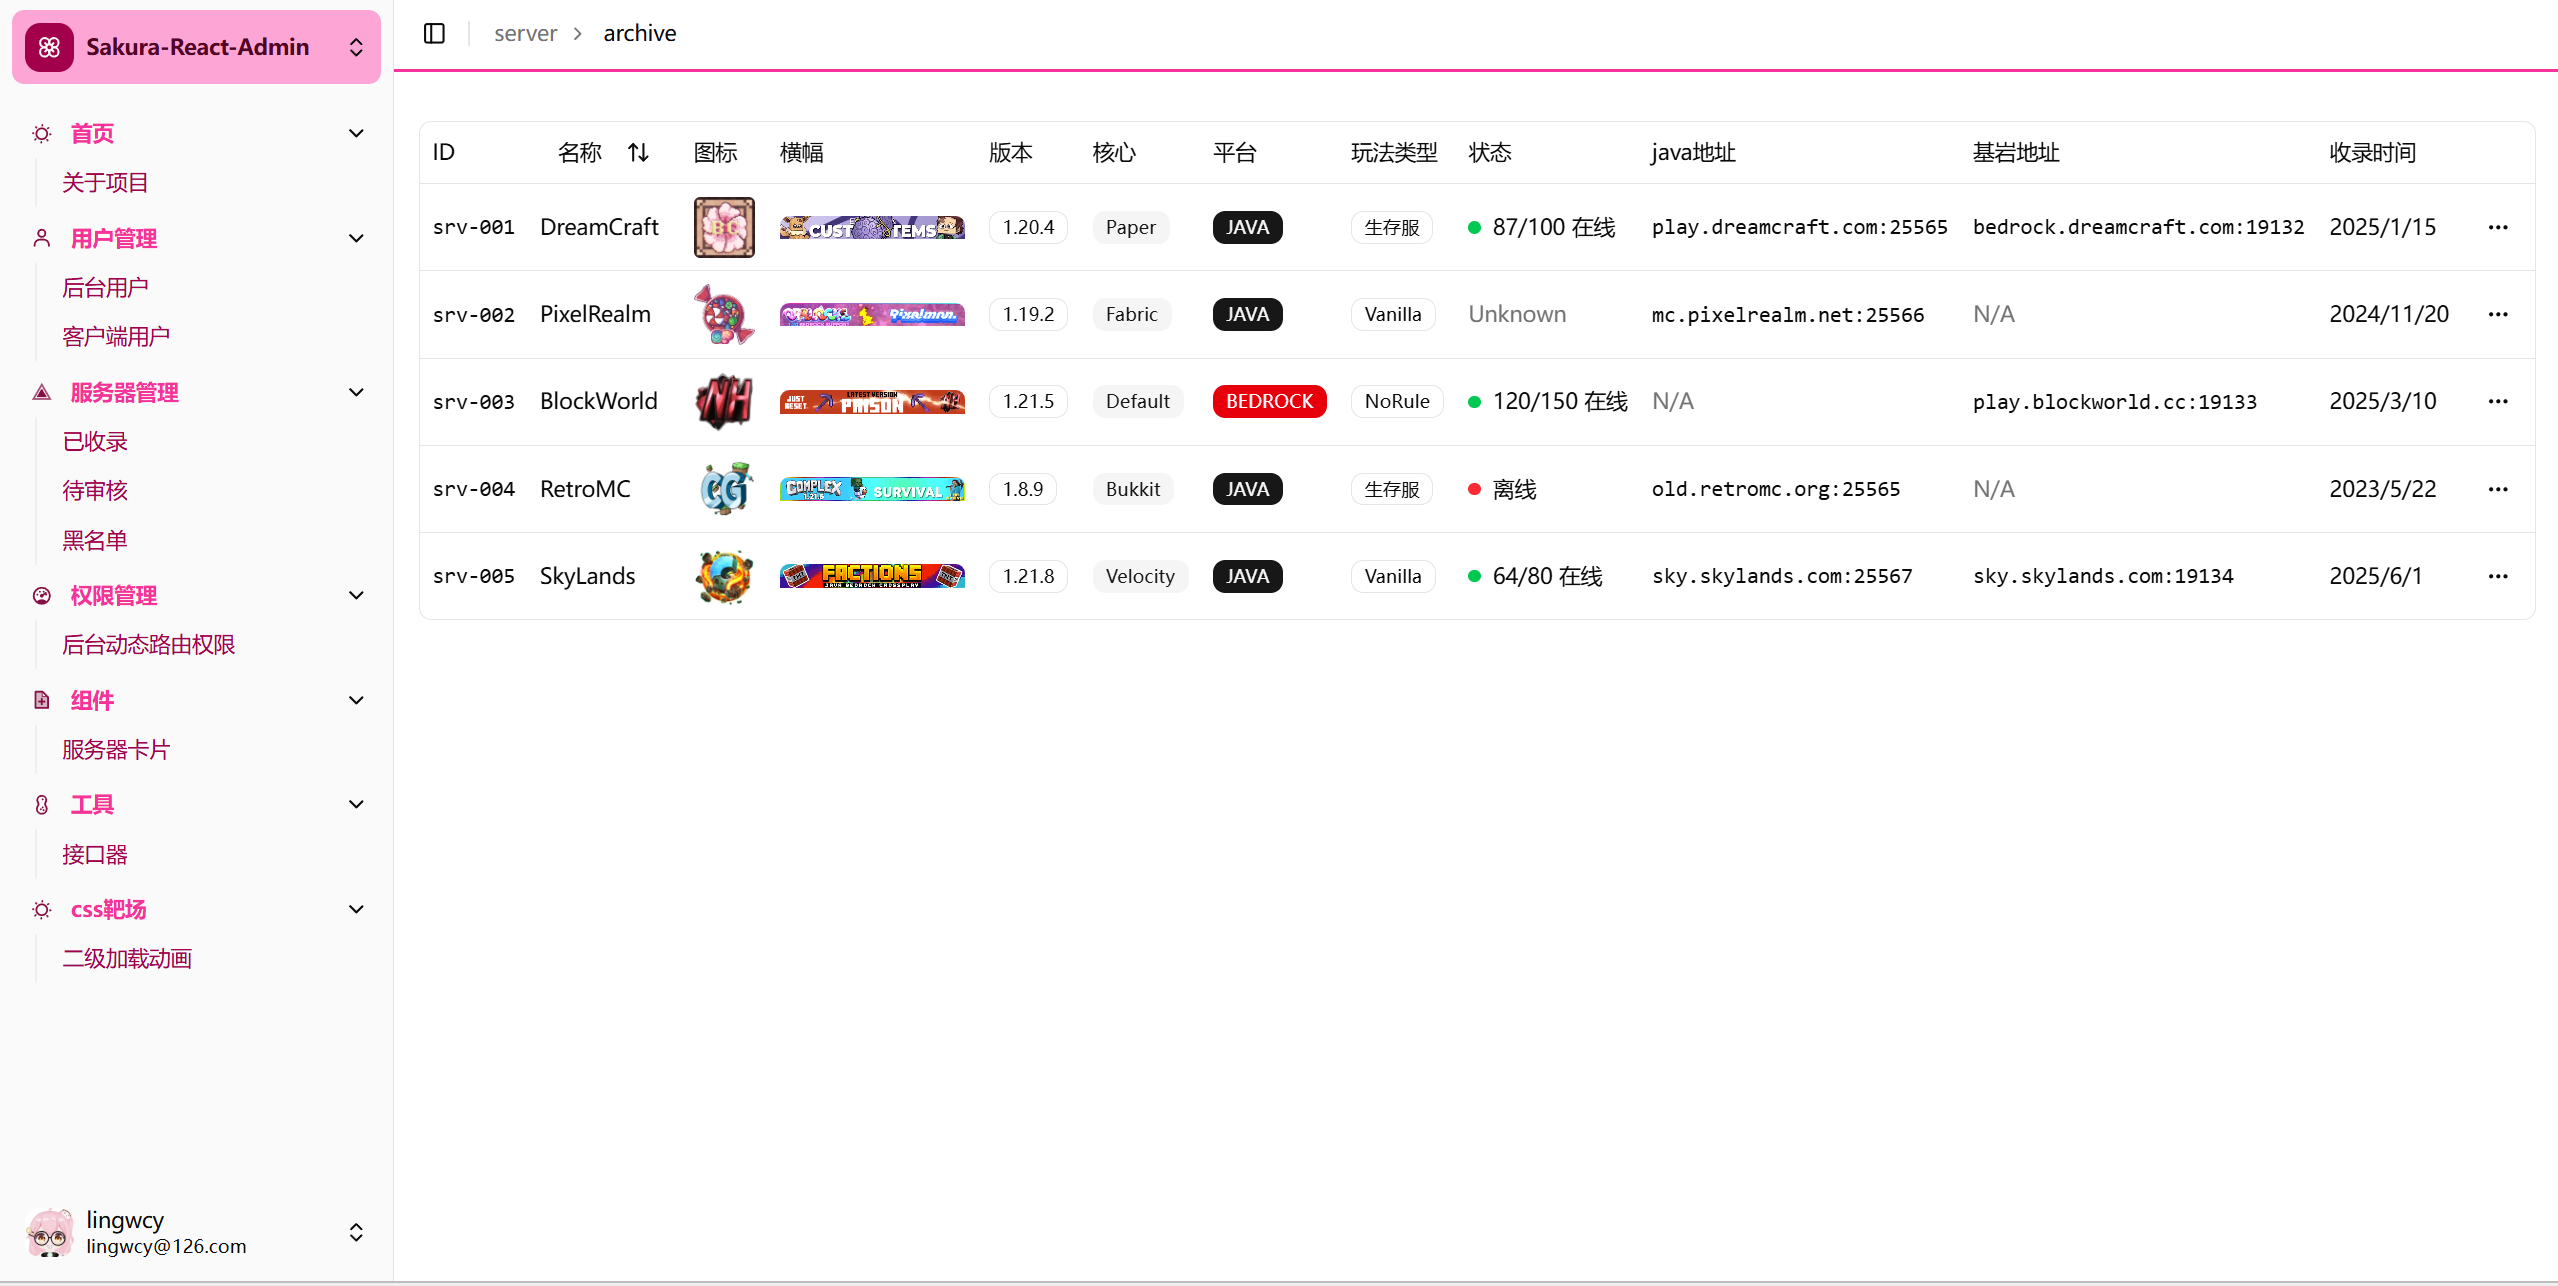 Sakura-React-Admin
server > archive
首页
关于项目
用户管理
后台用户
客户端用户
服务器管理
已收录
待审核
黑名单
权限管理
后台动态路由权限
组件
服务器卡片
工具
接口器
css靶场
二级加载动画
lingwcy
lingwcy@126.com
ID 名称 图标 横幅 版本 核心 平台 玩法类型 状态 java地址 基岩地址 收录时间
srv-001 DreamCraft 1.20.4 Paper JAVA 生存服 87/100 在线 play.dreamcraft.com:25565 bedrock.dreamcraft.com:19132 2025/1/15 ···
srv-002 PixelRealm 1.19.2 Fabric JAVA Vanilla Unknown mc.pixelrealm.net:25566 N/A 2024/11/20 ···
srv-003 BlockWorld NH JUST RESET LATEST VERSION 1.21.5 Default BEDROCK NoRule 120/150 在线 N/A play.blockworld.cc:19133 2025/3/10 ···
srv-004 RetroMC CG COMPLEX SURVIVAL 1.8.9 Bukkit JAVA 生存服 离线 old.retromc.org:25565 N/A 2023/5/22 ···
srv-005 SkyLands FACTIONS JAVA BEDROCK CROSSPLAY 1.21.8 Velocity JAVA Vanilla 64/80 在线 sky.skylands.com:25567 sky.skylands.com:19134 2025/6/1 ···